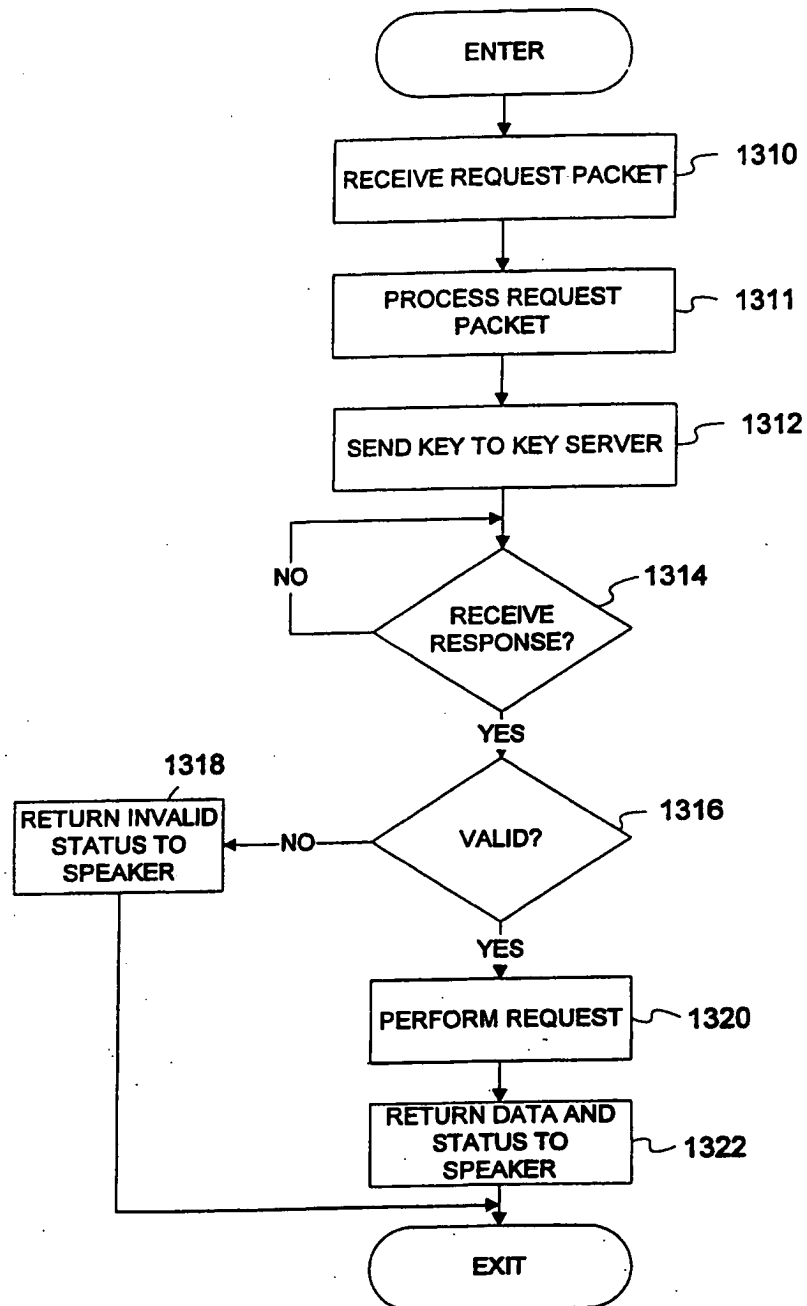 ENTER
RECEIVE REQUEST PACKET
1310
PROCESS REQUEST
PACKET
1311
SEND KEY TO KEY SERVER
1312
NO
RECEIVE
RESPONSE?
1314
YES
1318
RETURN INVALID
STATUS TO
SPEAKER
NO
VALID?
1316
YES
PERFORM REQUEST
1320
RETURN DATA AND
STATUS TO
SPEAKER
1322
EXIT